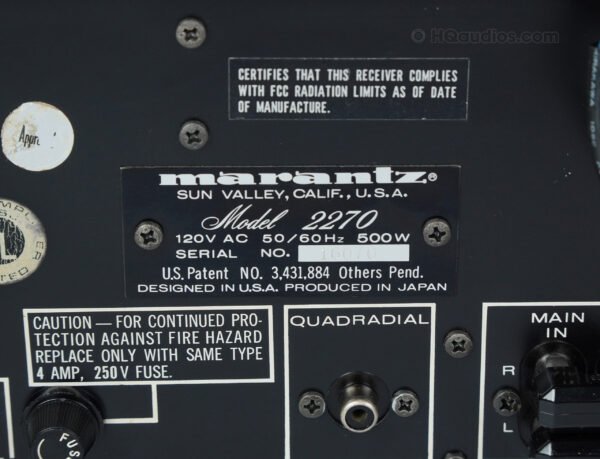 © HQaudios.com
CERTIFIES THAT THIS RECEIVER COMPLIES
WITH FCC RADIATION LIMITS AS OF DATE
OF MANUFACTURE.
marantz®
SUN VALLEY, CALIF., U.S.A.
Model 2270
120V AC 50/60Hz 500W
SERIAL NO.
U.S. Patent NO. 3,431,884 Others Pend.
DESIGNED IN U.S.A. PRODUCED IN JAPAN
CAUTION — FOR CONTINUED PRO-
TECTION AGAINST FIRE HAZARD
REPLACE ONLY WITH SAME TYPE
4 AMP, 250V FUSE.
QUADRADIAL
MAIN
IN
R
L
FUSE